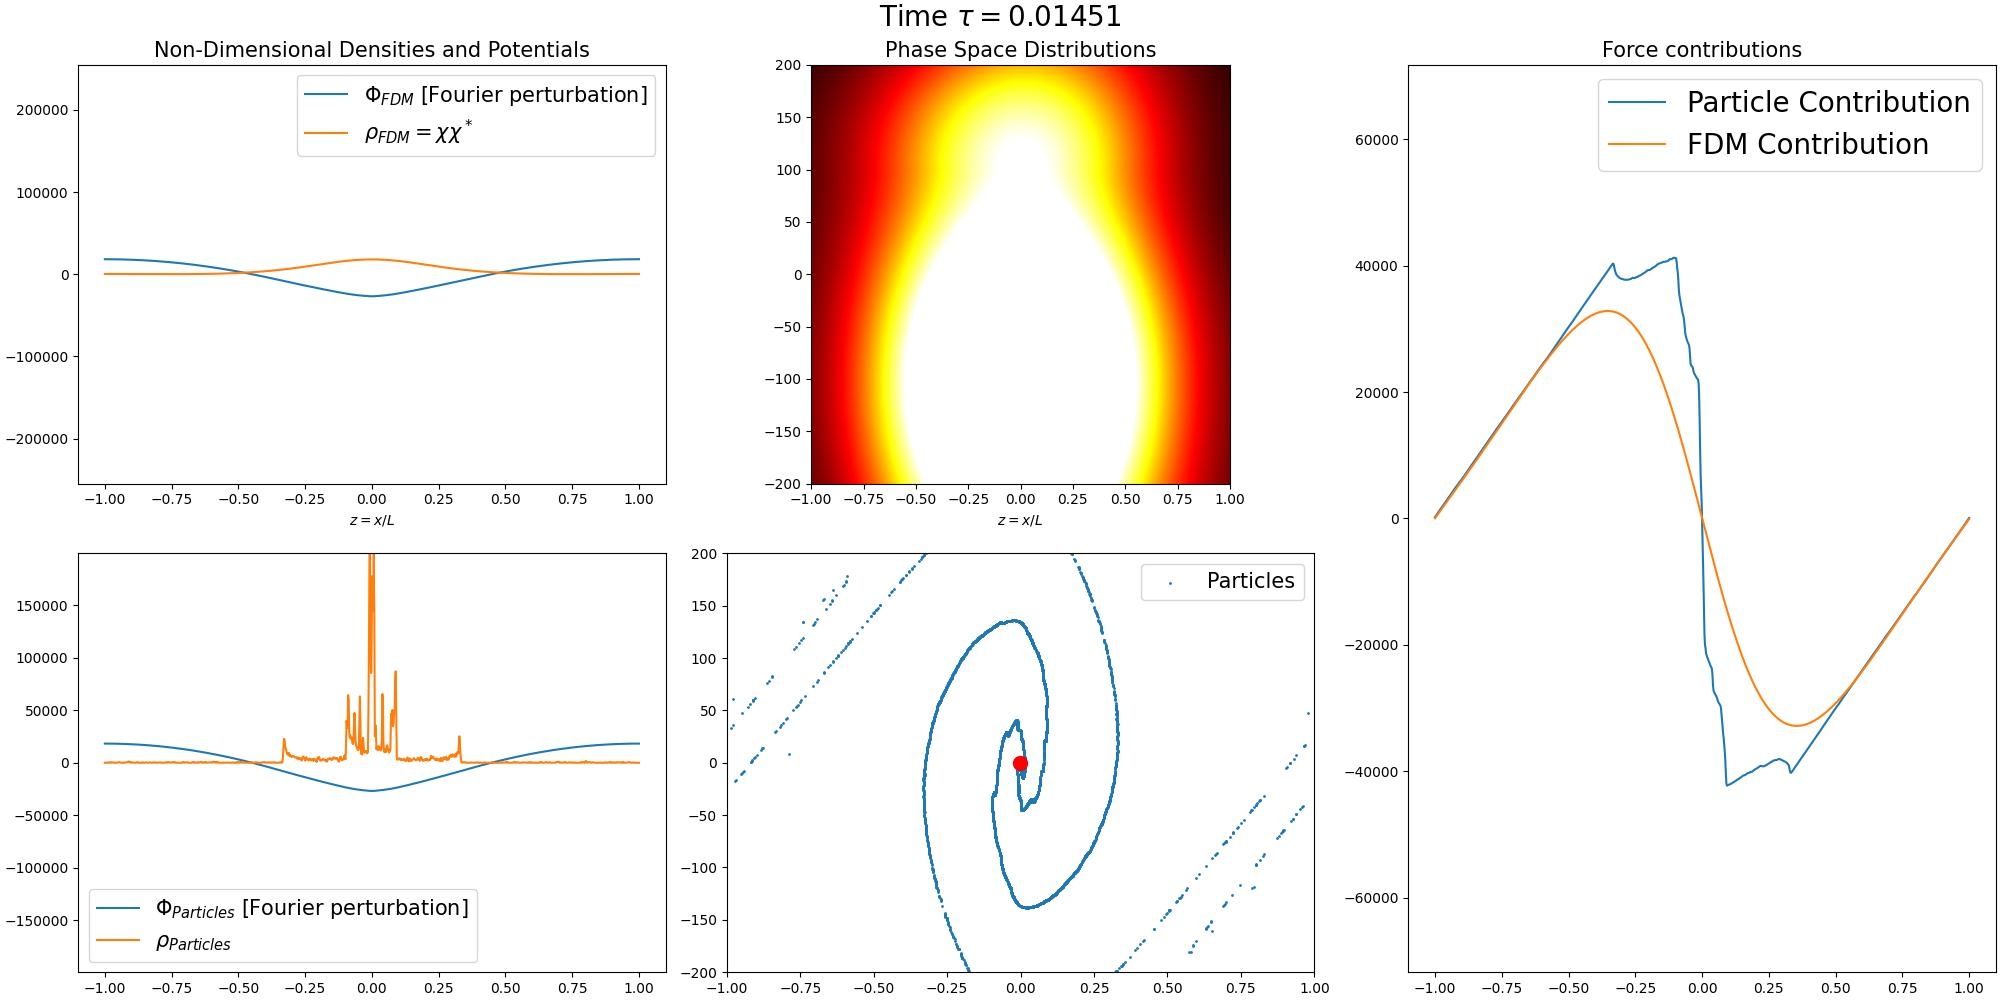 Time τ = 0.01451
Non-Dimensional Densities and Potentials
Φ_FDM [Fourier perturbation]
ρ_FDM = χχ*
200000
100000
0
−100000
−200000
−1.00 −0.75 −0.50 −0.25 0.00 0.25 0.50 0.75 1.00
z = x/L
Phase Space Distributions
200
150
100
50
0
−50
−100
−150
−200
−1.00 −0.75 −0.50 −0.25 0.00 0.25 0.50 0.75 1.00
z = x/L
Force contributions
Particle Contribution
FDM Contribution
60000
40000
20000
0
−20000
−40000
−60000
−1.00 −0.75 −0.50 −0.25 0.00 0.25 0.50 0.75 1.00
150000
100000
50000
0
−50000
−100000
−150000
Φ_Particles [Fourier perturbation]
ρ_Particles
−1.00 −0.75 −0.50 −0.25 0.00 0.25 0.50 0.75 1.00
Particles
200
150
100
50
0
−50
−100
−150
−200
−1.00 −0.75 −0.50 −0.25 0.00 0.25 0.50 0.75 1.00